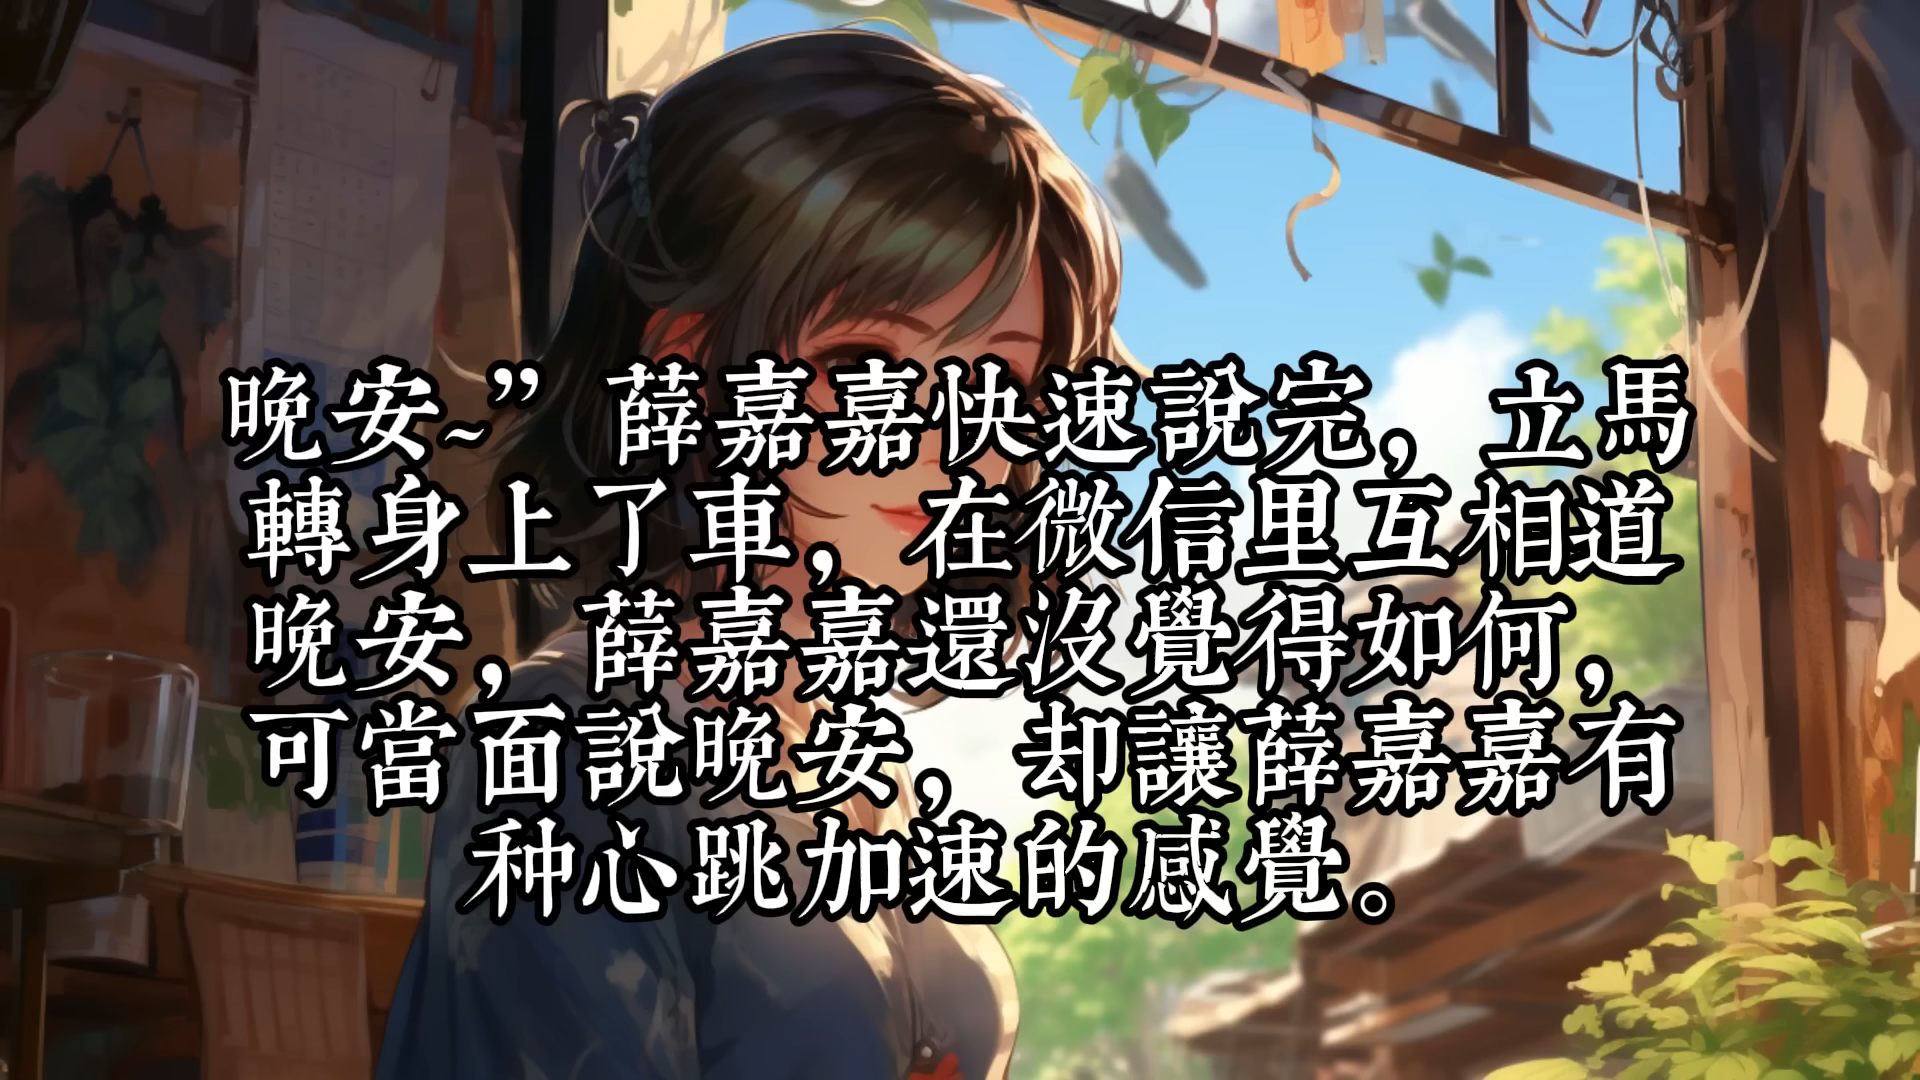 晚安~”薛嘉嘉快速說完，立馬
轉身上了車，在微信里互相道
晚安，薛嘉嘉還沒覺得如何，
可當面說晚安，却讓薛嘉嘉有
种心跳加速的感覺。